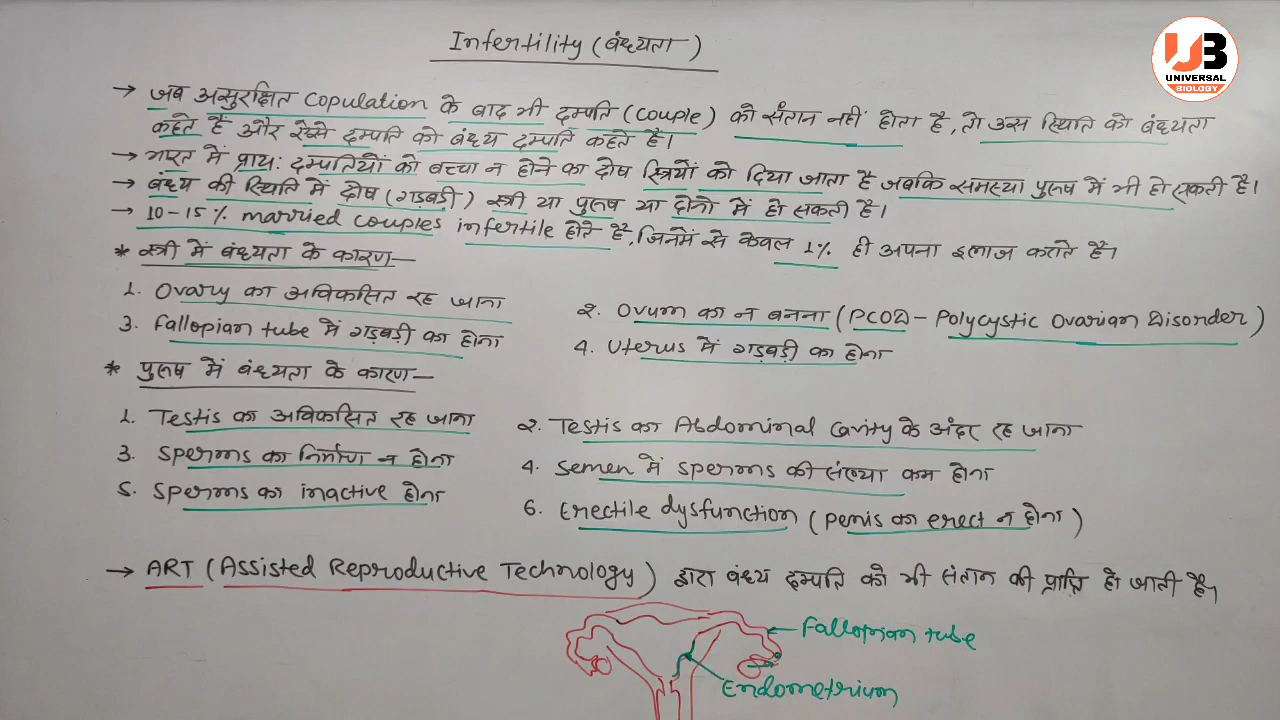 Infertility (बंध्यता)
UB
UNIVERSAL
BIOLOGY
→ जब असुरक्षित copulation के बाद भी दम्पति (couple) को संतान नहीं होता है, तो उस स्थिति को बंध्यता
कहते हैं और ऐसे दम्पति को बंध्य दम्पति कहते हैं।
→ भारत में प्रायः दम्पतियों को बच्चा न होने का दोष स्त्रियों को दिया जाता है जबकि समस्या पुरुष में भी हो सकती है।
→ बंध्य की स्थिति में दोष (गड़बड़ी) स्त्री या पुरुष या दोनो में हो सकती है।
→ 10-15% married couples infertile होते है, जिनमें से केवल 1% ही अपना इलाज कराते है।
* स्त्री में बंध्यता के कारण—
1. Ovary का अविकसित रह जाना
2. Ovum का न बनना (PCOD - Polycystic Ovarian Disorder)
3. Fallopian tube में गड़बड़ी का होना
4. Uterus में गड़बड़ी का होना
* पुरुष में बंध्यता के कारण—
1. Testis का अविकसित रह जाना
2. Testis का Abdominal Cavity के अंदर रह जाना
3. Sperms का निर्माण न होना
4. Semen में sperms की संख्या कम होना
5. Sperms का inactive होना
6. Erectile dysfunction (Penis का erect न होना)
→ ART (Assisted Reproductive Technology) द्वारा बंध्य दम्पति को भी संतान की प्राप्ति हो जाती है।
Fallopian tube
Endometrium